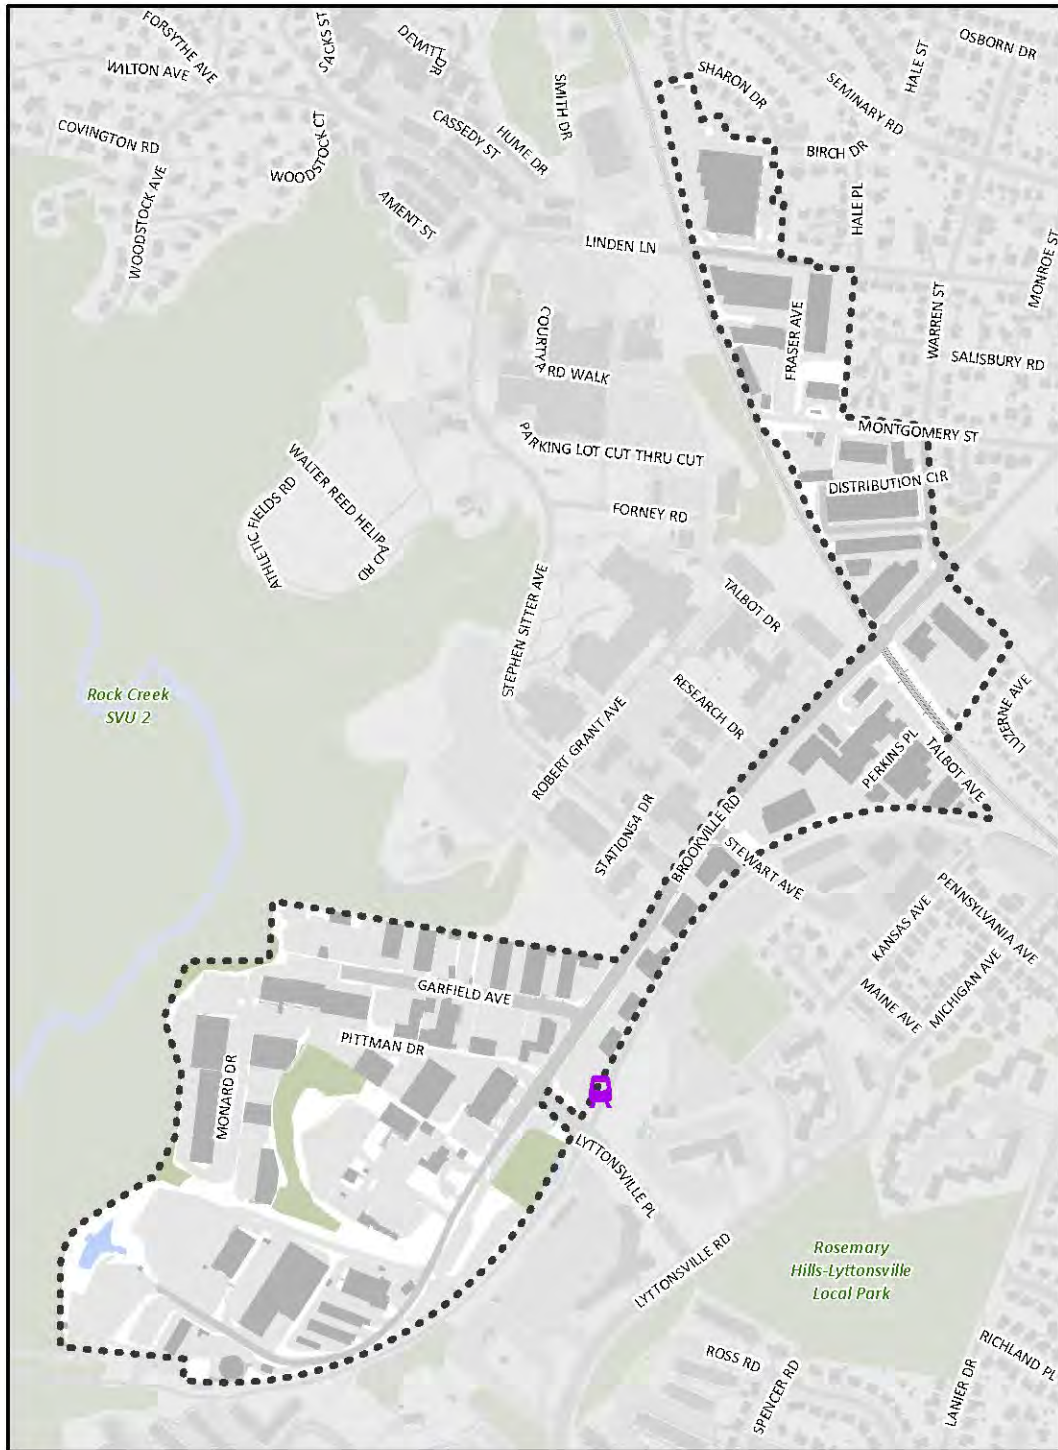 FORSYTHE AVE
SACKS ST
DEWITT DR
OSBORN DR
HALE ST
WILTON AVE
SHARON DR
SMITH DR
SEMINARY RD
COVINGTON RD
CASSEDY ST
HUME DR
WOODSTOCK CT
BIRCH DR
WOODSTOCK AVE
AMENT ST
HALE PL
LINDEN LN
MONROE ST
WARREN ST
FRASER AVE
COURTYARD WALK
SALISBURY RD
MONTGOMERY ST
PARKING LOT CUT THRU CUT
WALTER REED HELIPAD RD
ATHLETIC FIELDS RD
DISTRIBUTION CIR
FORNEY RD
STEPHEN SITTER AVE
TALBOT DR
Rock Creek
SVU 2
RESEARCH DR
LUZERNE AVE
ROBERT GRANT AVE
PERKINS PL
TALBOT AVE
BROOKVILLE RD
STATION54 DR
STEWART AVE
PENNSYLVANIA AVE
KANSAS AVE
MICHIGAN AVE
MAINE AVE
GARFIELD AVE
PITTMAN DR
MONARD DR
LYTTONSVILLE PL
LYTTONSVILLE RD
Rosemary
Hills-Lyttonsville
Local Park
ROSS RD
SPENCER RD
RICHLAND PL
LANIER DR